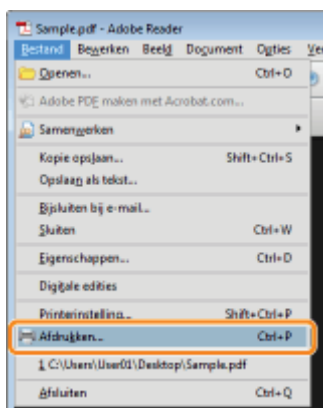 Sample.pdf - Adobe Reader
Bestand Bewerken Beeld Document Opties Ve
Openen... Ctrl+O
Adobe PDF maken met Acrobat.com...
Samenwerken
Kopie opslaan... Shift+Ctrl+S
Opslaan als tekst...
Bijsluiten bij e-mail...
Sluiten Ctrl+W
Eigenschappen... Ctrl+D
Digitale edities
Printerinstelling... Shift+Ctrl+P
Afdrukken... Ctrl+P
1 C:\Users\User01\Desktop\Sample.pdf
Afsluiten Ctrl+Q